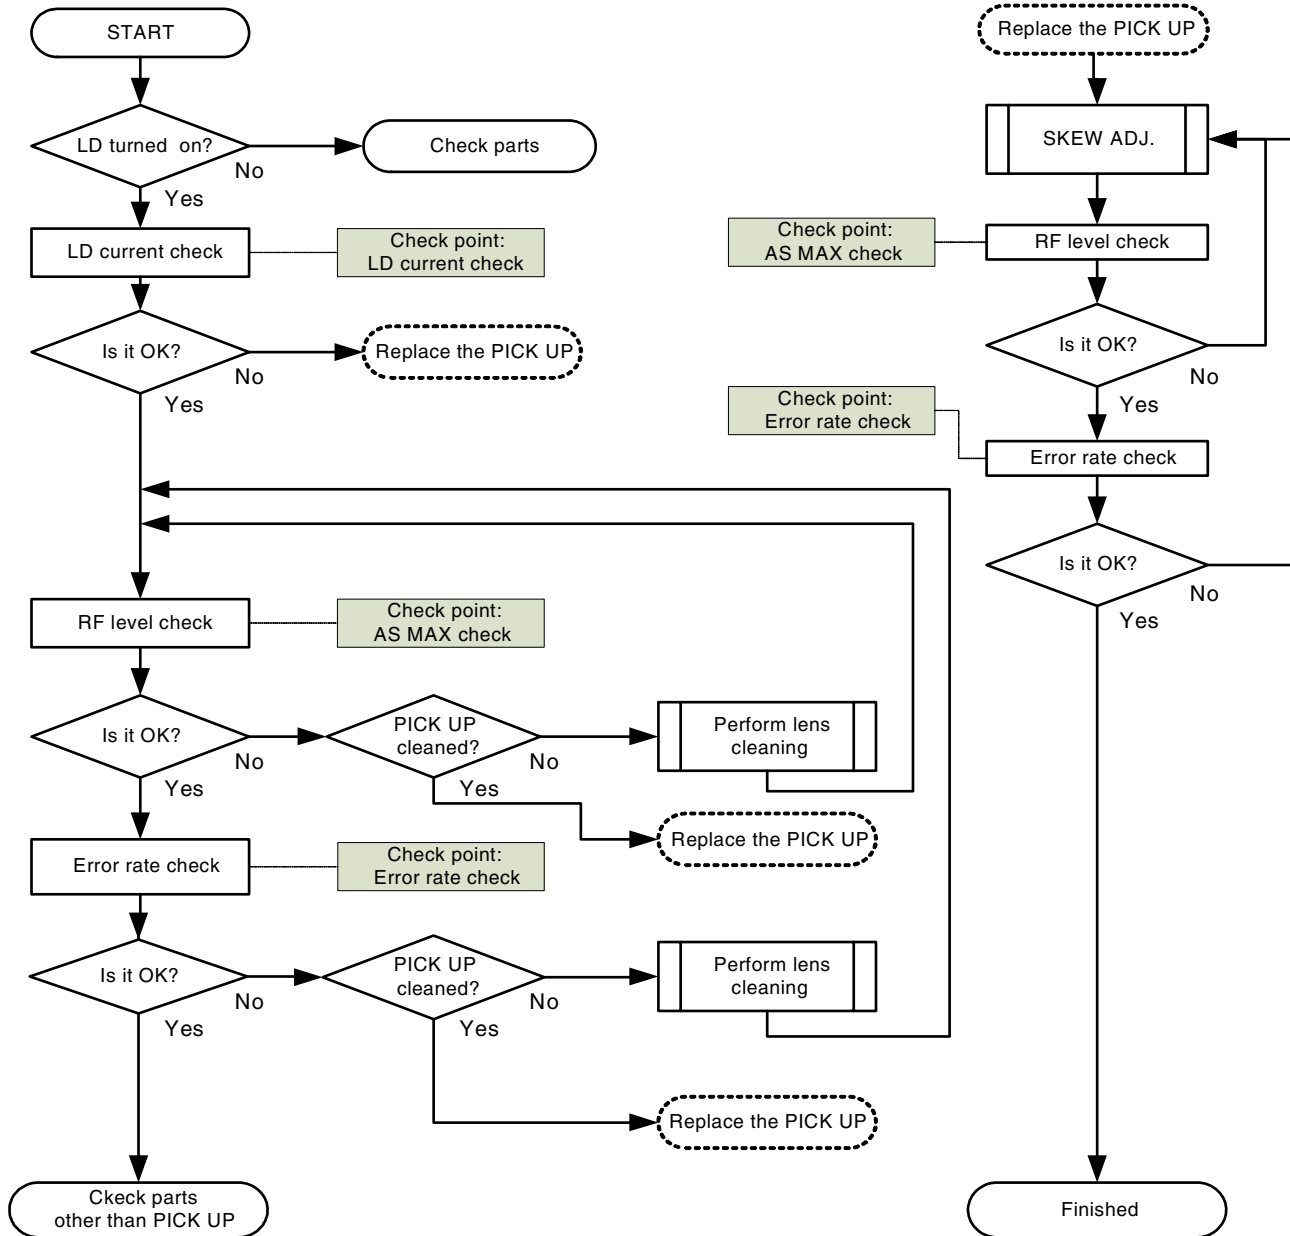 START
LD turned on?
No
Check parts
Yes
LD current check
Check point:
LD current check
Is it OK?
No
Replace the PICK UP
Yes
RF level check
Check point:
AS MAX check
Is it OK?
No
PICK UP
cleaned?
No
Perform lens
cleaning
Yes
Yes
Replace the PICK UP
Error rate check
Check point:
Error rate check
Is it OK?
No
PICK UP
cleaned?
No
Perform lens
cleaning
Yes
Yes
Replace the PICK UP
Ckeck parts
other than PICK UP
Replace the PICK UP
SKEW ADJ.
Check point:
AS MAX check
RF level check
Is it OK?
No
Yes
Check point:
Error rate check
Error rate check
Is it OK?
No
Yes
Finished